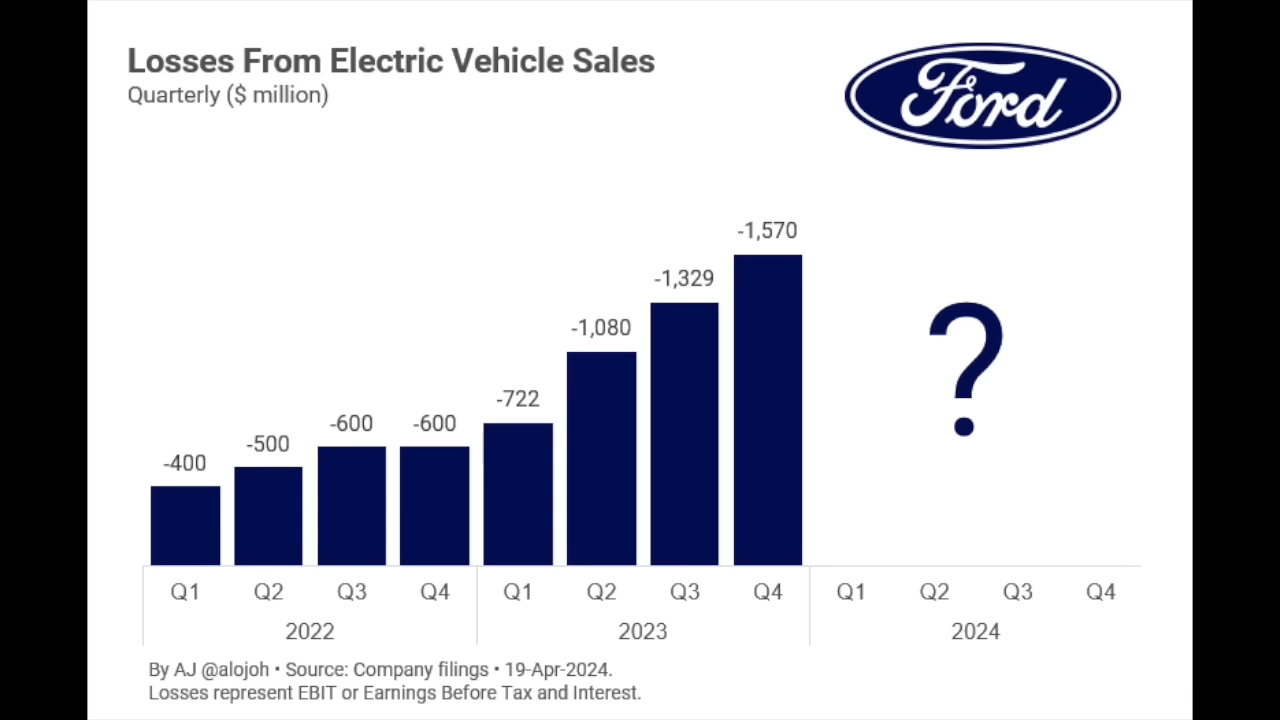 Losses From Electric Vehicle Sales
Quarterly ($ million)
Ford
-1,570
-1,329
-1,080
-722
-600 -600
-500
-400
?
Q1 Q2 Q3 Q4 Q1 Q2 Q3 Q4 Q1 Q2 Q3 Q4
2022 2023 2024
By AJ @alojoh • Source: Company filings • 19-Apr-2024.
Losses represent EBIT or Earnings Before Tax and Interest.